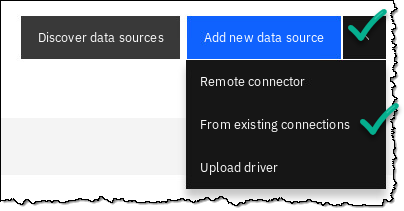 Discover data sources
Add new data source
Remote connector
From existing connections
Upload driver